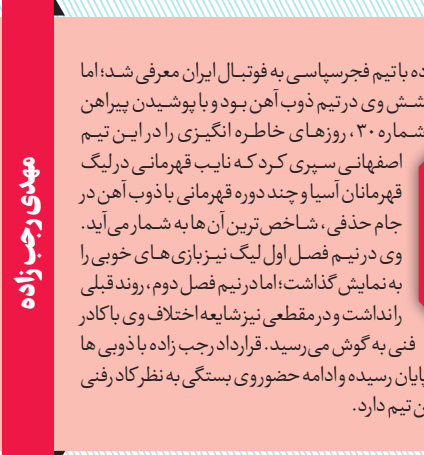 مهدی رجب زاده
با تیم فجرسپاسی به فوتبال ایران معرفی شد؛ اما
وی در تیم ذوب آهن بود و با پوشیدن پیراهن
شماره ۳۰، روزهای خاطره انگیزی را در این تیم
اصفهانی سپری کرد که نایب قهرمانی در لیگ
قهرمانان آسیا و چند دوره قهرمانی با ذوب آهن در
جام حذفی، شاخص‌ترین آن ها به شمار می‌آید.
وی در نیم فصل اول لیگ نیز بازی های خوبی را
به نمایش گذاشت؛ اما در نیم فصل دوم، روند قبلی
را نداشت و در مقطعی نیز شایعه اختلاف وی با کادر
فنی به گوش می‌رسید. قرارداد رجب زاده با ذوبی ها
پایان رسیده و ادامه حضور وی بستگی به نظر کادر فنی
تیم دارد.